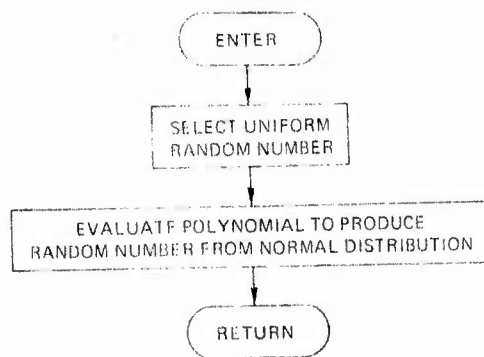 ENTER
SELECT UNIFORM
RANDOM NUMBER
EVALUATE POLYNOMIAL TO PRODUCE
RANDOM NUMBER FROM NORMAL DISTRIBUTION
RETURN